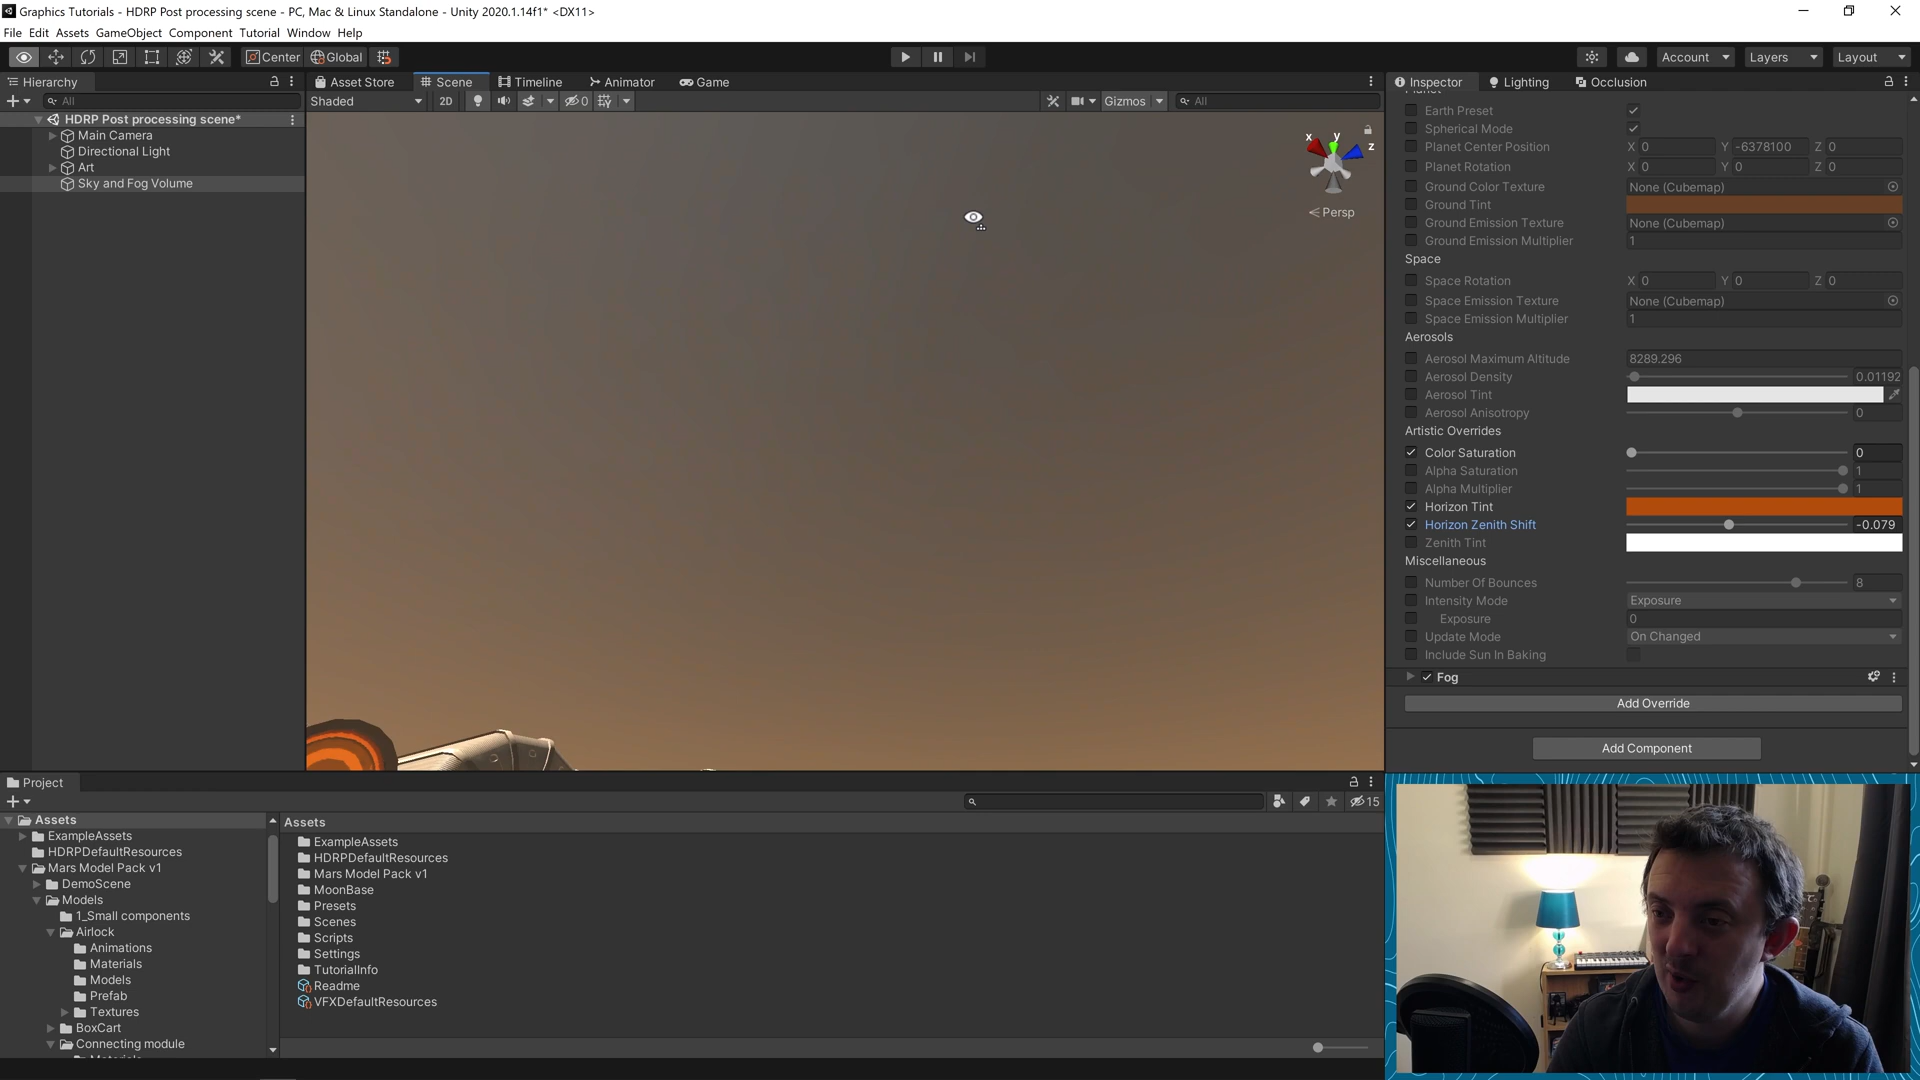 Graphics Tutorials - HDRP Post processing scene - PC, Mac & Linux Standalone - Unity 2020.1.14f1* <DX11>
File Edit Assets GameObject Component Tutorial Window Help
Center Global Account Layers Layout
Hierarchy Asset Store Scene Timeline Animator Game Inspector Lighting Occlusion
All Shaded 2D 0 Gizmos All
HDRP Post processing scene*
Main Camera
Directional Light
Art
Sky and Fog Volume
x y z
Persp
Earth Preset
Spherical Mode
Planet Center Position X 0 Y -6378100 Z 0
Planet Rotation X 0 Y 0 Z 0
Ground Color Texture None (Cubemap)
Ground Tint
Ground Emission Texture None (Cubemap)
Ground Emission Multiplier 1
Space
Space Rotation X 0 Y 0 Z 0
Space Emission Texture None (Cubemap)
Space Emission Multiplier 1
Aerosols
Aerosol Maximum Altitude 8289.296
Aerosol Density 0.01192
Aerosol Tint
Aerosol Anisotropy 0
Artistic Overrides
Color Saturation 0
Alpha Saturation 1
Alpha Multiplier 1
Horizon Tint
Horizon Zenith Shift -0.079
Zenith Tint
Miscellaneous
Number Of Bounces 8
Intensity Mode Exposure
Exposure 0
Update Mode On Changed
Include Sun In Baking
Fog
Add Override
Add Component
Project
15
Assets
ExampleAssets
HDRPDefaultResources
Mars Model Pack v1
DemoScene
Models
1_Small components
Airlock
Animations
Materials
Models
Prefab
Textures
BoxCart
Connecting module
Assets
ExampleAssets
HDRPDefaultResources
Mars Model Pack v1
MoonBase
Presets
Scenes
Scripts
Settings
TutorialInfo
Readme
VFXDefaultResources